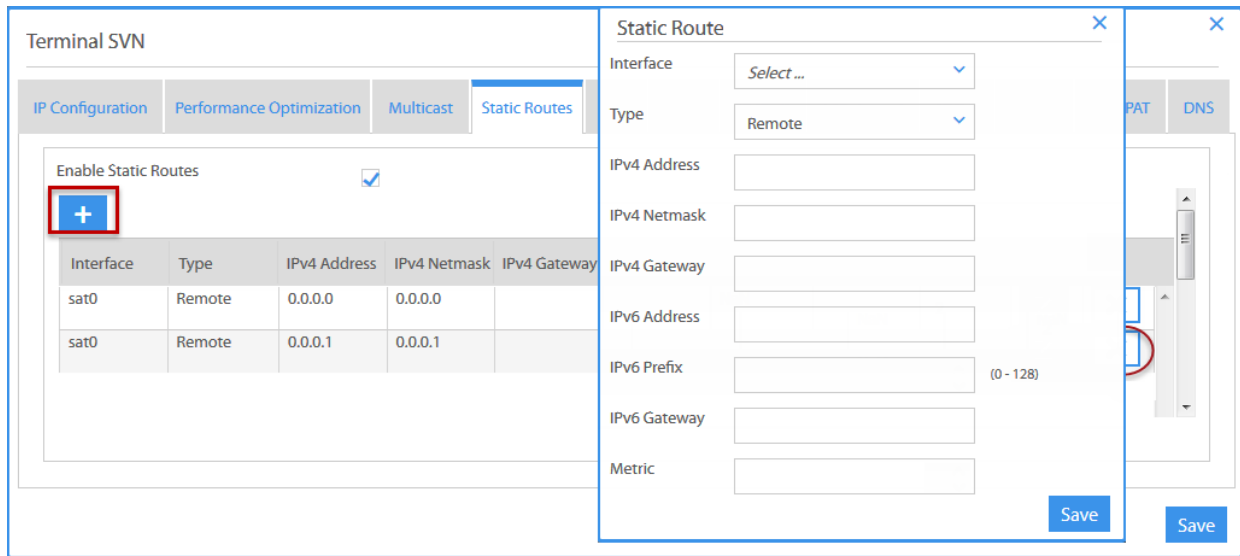 Terminal SVN
IP Configuration
Performance Optimization
Multicast
Static Routes
PAT
DNS
Enable Static Routes
+
Interface Type IPv4 Address IPv4 Netmask IPv4 Gateway
sat0 Remote 0.0.0.0 0.0.0.0
sat0 Remote 0.0.0.1 0.0.0.1
Save
Static Route
Interface Select ...
Type Remote
IPv4 Address
IPv4 Netmask
IPv4 Gateway
IPv6 Address
IPv6 Prefix (0 - 128)
IPv6 Gateway
Metric
Save